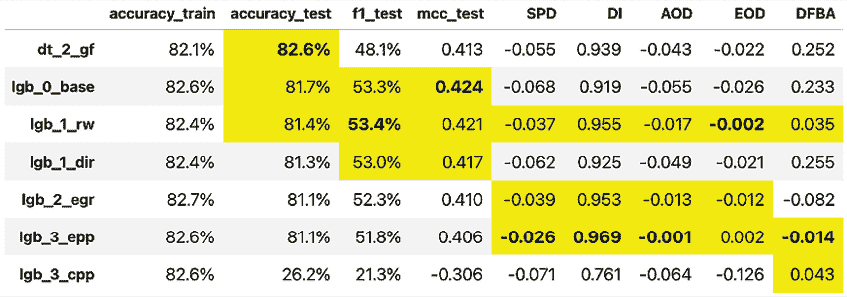 accuracy_train accuracy_test f1_test mcc_test SPD DI AOD EOD DFBA
dt_2_gf 82.1% 82.6% 48.1% 0.413 -0.055 0.939 -0.043 -0.022 0.252
lgb_0_base 82.6% 81.7% 53.3% 0.424 -0.068 0.919 -0.055 -0.026 0.233
lgb_1_rw 82.4% 81.4% 53.4% 0.421 -0.037 0.955 -0.017 -0.002 0.035
lgb_1_dir 82.4% 81.3% 53.0% 0.417 -0.062 0.925 -0.049 -0.021 0.255
lgb_2_egr 82.7% 81.1% 52.3% 0.410 -0.039 0.953 -0.013 -0.012 -0.082
lgb_3_epp 82.6% 81.1% 51.8% 0.406 -0.026 0.969 -0.001 0.002 -0.014
lgb_3_cpp 82.6% 26.2% 21.3% -0.306 -0.071 0.761 -0.064 -0.126 0.043